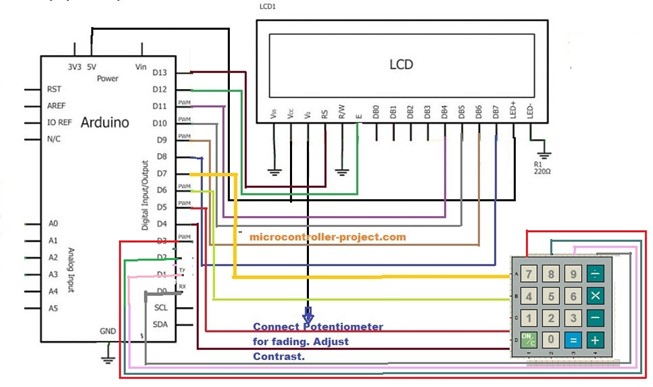 LCD1
LCD
Vss Vcc Vo RS R/W E DB0 DB1 DB2 DB3 DB4 DB5 DB6 DB7 LED+ LED-
R1
220Ω
3V3 5V Vin
Power
RST
AREF
IO REF
N/C
Arduino
Digital Input/Output
Analog Input
A0
A1
A2
A3
A4
A5
GND
D13
D12
D11 PWM
D10 PWM
D9 PWM
D8
D7
D6 PWM
D5 PWM
D4
D3 PWM
D2
D1 TX
D0 RX
SCL
SDA
microcontroller-project.com
Connect Potentiometer
for fading. Adjust
Contrast.
A 7 8 9 ÷
B 4 5 6 ×
C 1 2 3 −
D ON/C 0 = +
1 2 3 4